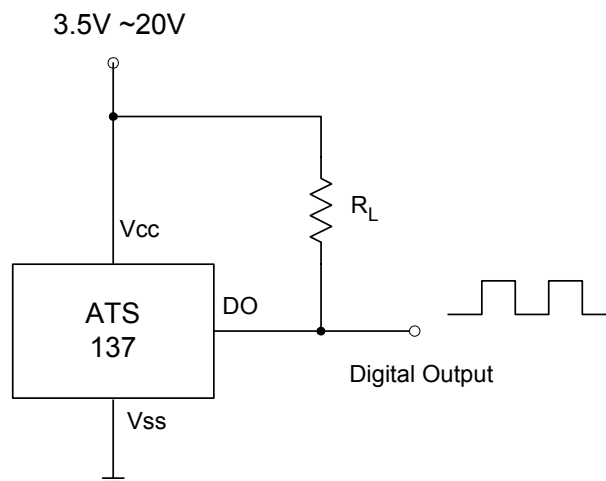 3.5V ~20V
Vcc
R_L
ATS
137
DO
Digital Output
Vss